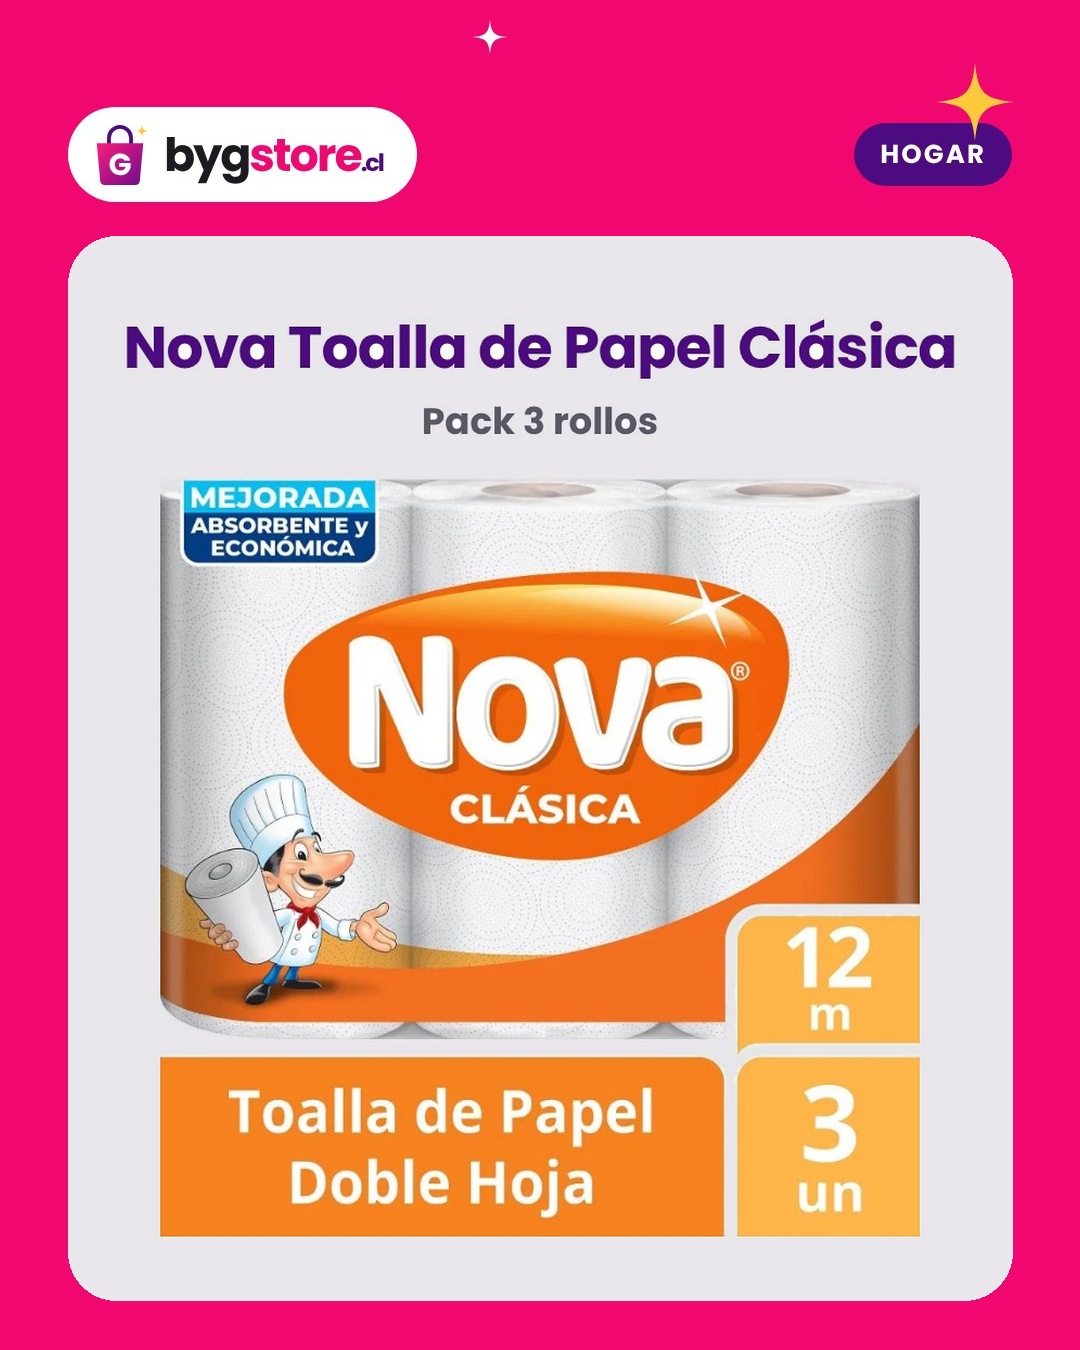 bygstore.cl
HOGAR
Nova Toalla de Papel Clásica
Pack 3 rollos
MEJORADA
ABSORBENTE y
ECONÓMICA
Nova®
CLÁSICA
12
m
Toalla de Papel
Doble Hoja
3
un